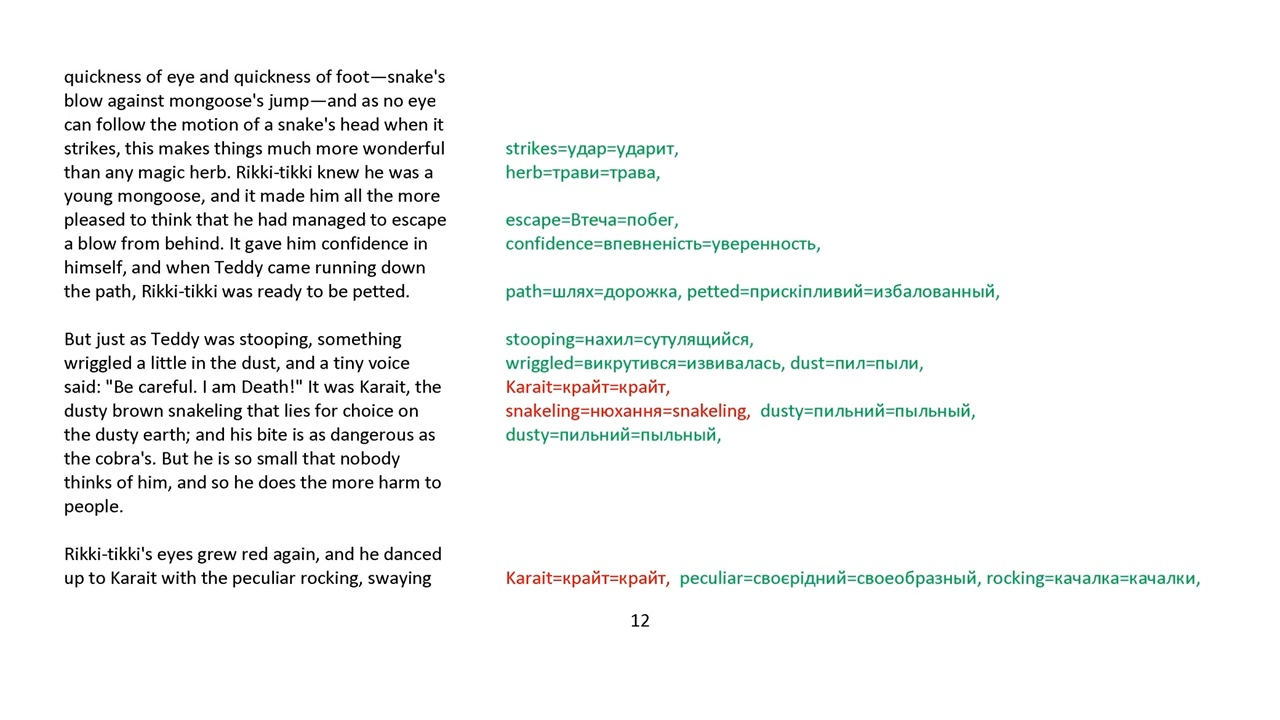 quickness of eye and quickness of foot—snake's
blow against mongoose's jump—and as no eye
can follow the motion of a snake's head when it
strikes, this makes things much more wonderful
strikes=удар=ударит,
than any magic herb. Rikki-tikki knew he was a
herb=трави=трава,
young mongoose, and it made him all the more
pleased to think that he had managed to escape
escape=Втеча=побег,
a blow from behind. It gave him confidence in
confidence=впевненість=уверенность,
himself, and when Teddy came running down
the path, Rikki-tikki was ready to be petted.
path=шлях=дорожка, petted=прискіпливий=избалованный,
But just as Teddy was stooping, something
stooping=нахил=сутулящийся,
wriggled a little in the dust, and a tiny voice
wriggled=викрутився=извивалась, dust=пил=пыли,
said: "Be careful. I am Death!" It was Karait, the
Karait=крайт=крайт,
dusty brown snakeling that lies for choice on
snakeling=нюхання=snakeling, dusty=пильний=пыльный,
the dusty earth; and his bite is as dangerous as
dusty=пильний=пыльный,
the cobra's. But he is so small that nobody
thinks of him, and so he does the more harm to
people.
Rikki-tikki's eyes grew red again, and he danced
up to Karait with the peculiar rocking, swaying
Karait=крайт=крайт, peculiar=своєрідний=своеобразный, rocking=качалка=качалки,
12